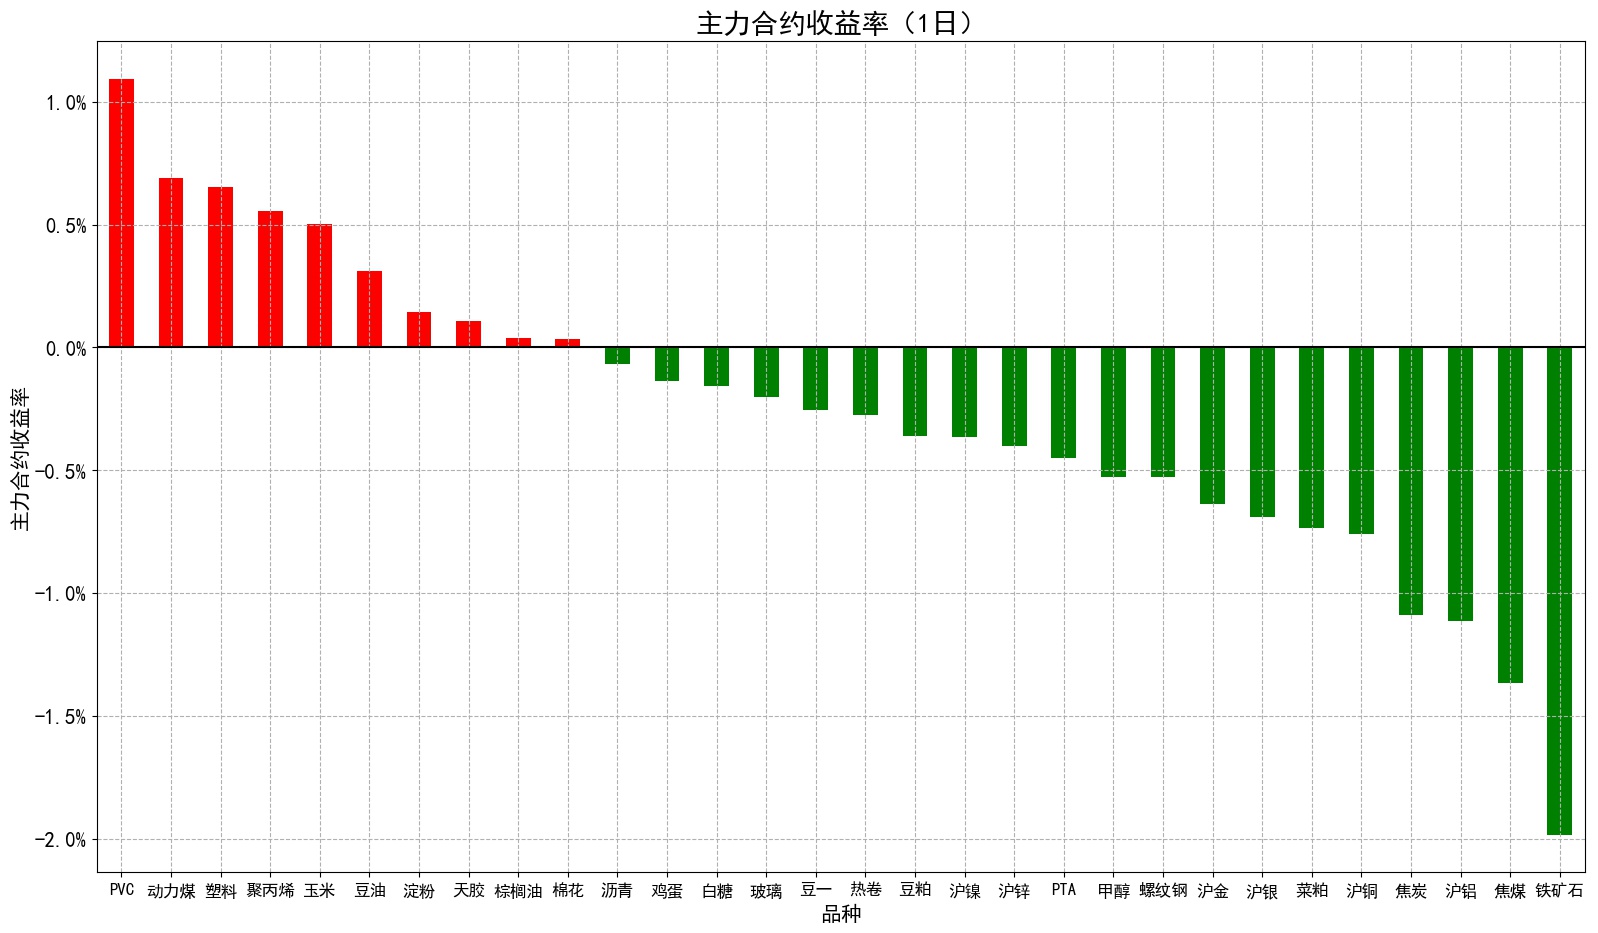 主力合约收益率（1日）
主力合约收益率
1.0%
0.5%
0.0%
−0.5%
−1.0%
−1.5%
−2.0%
PVC 动力煤 塑料 聚丙烯 玉米 豆油 淀粉 天胶 棕榈油 棉花 沥青 鸡蛋 白糖 玻璃 豆一 热卷 豆粕 沪镍 沪锌 PTA 甲醇 螺纹钢 沪金 沪银 菜粕 沪铜 焦炭 沪铝 焦煤 铁矿石
品种